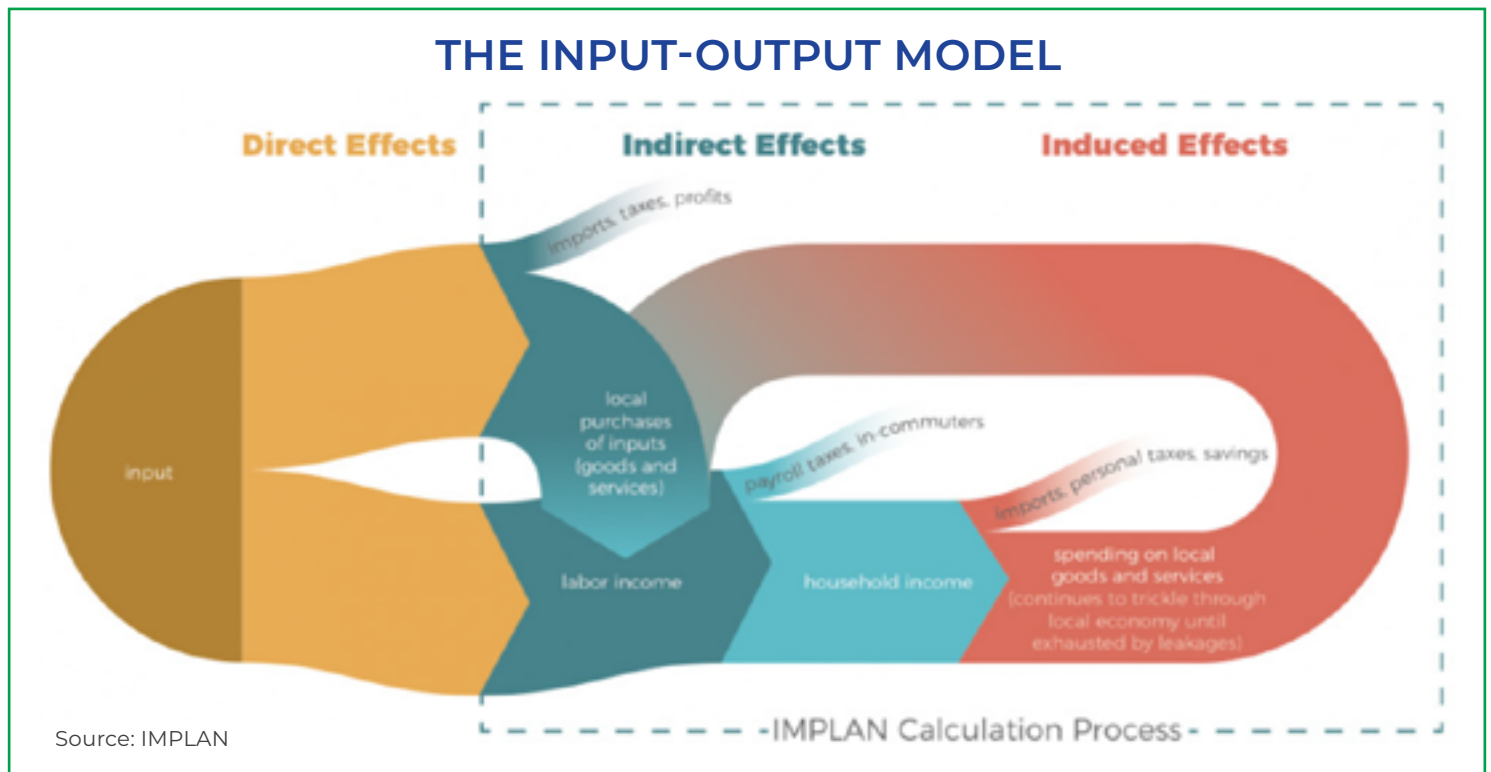 THE INPUT-OUTPUT MODEL
Direct Effects
Indirect Effects
Induced Effects
imports, taxes, profits
local
purchases
of inputs
(goods and
services)
input
payroll taxes, in-commuters
imports, personal taxes, savings
labor income
household income
spending on local
goods and services
(continues to trickle through
local economy until
exhausted by leakages)
IMPLAN Calculation Process
Source: IMPLAN